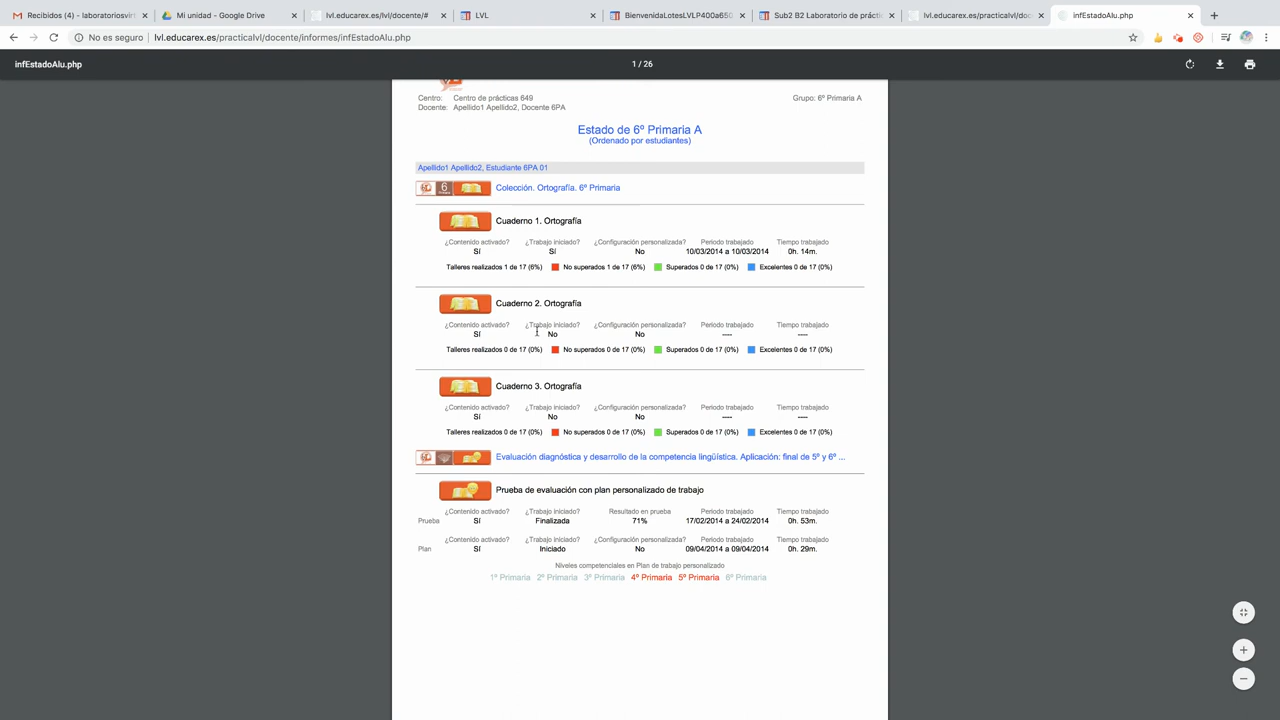 Recibidos (4) - laboratoriosvirt
Mi unidad - Google Drive
lvl.educarex.es/lvl/docente/#
LVL
BienvenidaLotesLVLP400a650
Sub2 B2 Laboratorio de práctic
lvl.educarex.es/practicalvl/doc
infEstadoAlu.php
No es seguro
lvl.educarex.es/practicalvl/docente/informes/infEstadoAlu.php
infEstadoAlu.php
1 / 26
Centro: Centro de prácticas 649
Grupo: 6º Primaria A
Docente: Apellido1 Apellido2, Docente 6PA
Estado de 6º Primaria A
(Ordenado por estudiantes)
Apellido1 Apellido2, Estudiante 6PA 01
6 Colección. Ortografía. 6º Primaria
Cuaderno 1. Ortografía
¿Contenido activado? ¿Trabajo iniciado? ¿Configuración personalizada? Periodo trabajado Tiempo trabajado
Sí Sí No 10/03/2014 a 10/03/2014 0h. 14m.
Talleres realizados 1 de 17 (6%) No superados 1 de 17 (6%) Superados 0 de 17 (0%) Excelentes 0 de 17 (0%)
Cuaderno 2. Ortografía
¿Contenido activado? ¿Trabajo iniciado? ¿Configuración personalizada? Periodo trabajado Tiempo trabajado
Sí No No ---- ----
Talleres realizados 0 de 17 (0%) No superados 0 de 17 (0%) Superados 0 de 17 (0%) Excelentes 0 de 17 (0%)
Cuaderno 3. Ortografía
¿Contenido activado? ¿Trabajo iniciado? ¿Configuración personalizada? Periodo trabajado Tiempo trabajado
Sí No No ---- ----
Talleres realizados 0 de 17 (0%) No superados 0 de 17 (0%) Superados 0 de 17 (0%) Excelentes 0 de 17 (0%)
Evaluación diagnóstica y desarrollo de la competencia lingüística. Aplicación: final de 5º y 6º ...
Prueba de evaluación con plan personalizado de trabajo
¿Contenido activado? ¿Trabajo iniciado? Resultado en prueba Periodo trabajado Tiempo trabajado
Prueba Sí Finalizada 71% 17/02/2014 a 24/02/2014 0h. 53m.
¿Contenido activado? ¿Trabajo iniciado? ¿Configuración personalizada? Periodo trabajado Tiempo trabajado
Plan Sí Iniciado No 09/04/2014 a 09/04/2014 0h. 29m.
Niveles competenciales en Plan de trabajo personalizado
1º Primaria 2º Primaria 3º Primaria 4º Primaria 5º Primaria 6º Primaria